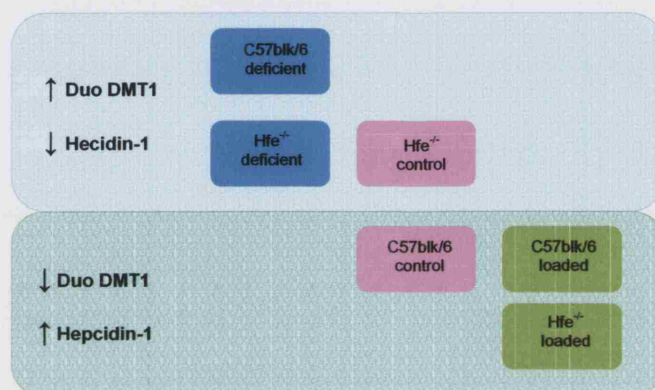 C57blk/6
deficient
↑ Duo DMT1
↓ Hecidin-1
Hfe⁻/⁻
deficient
Hfe⁻/⁻
control
C57blk/6
control
C57blk/6
loaded
↓ Duo DMT1
↑ Hepcidin-1
Hfe⁻/⁻
loaded